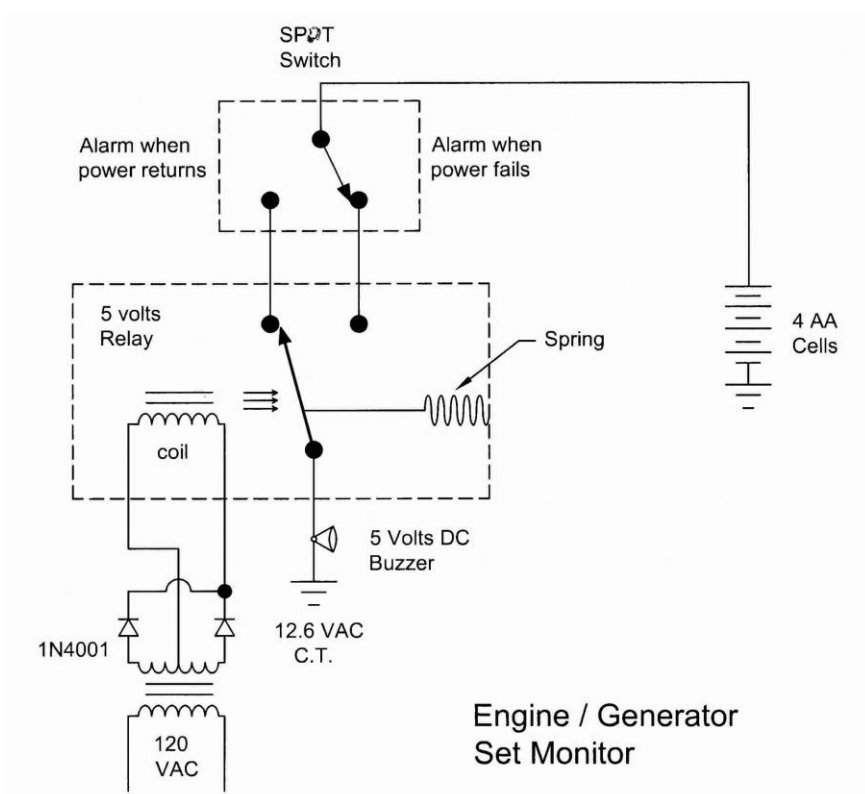 SPDT
Switch
Alarm when
power returns
Alarm when
power fails
5 volts
Relay
Spring
4 AA
Cells
coil
5 Volts DC
Buzzer
1N4001
12.6 VAC
C.T.
120
VAC
Engine / Generator
Set Monitor